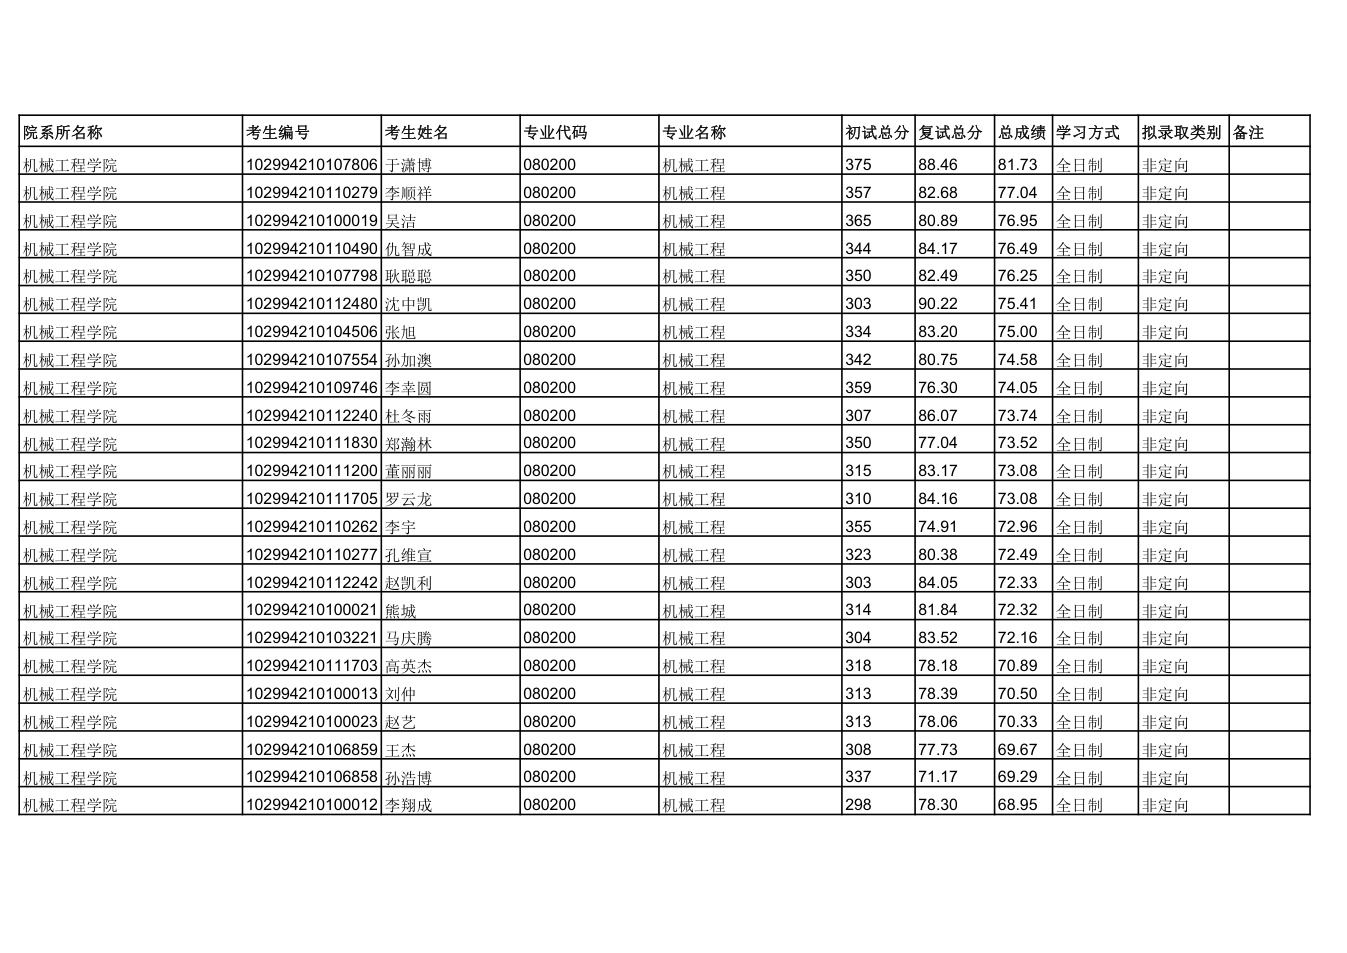 院系所名称 考生编号 考生姓名 专业代码 专业名称 初试总分 复试总分 总成绩 学习方式 拟录取类别 备注
机械工程学院 102994210107806 于潇博 080200 机械工程 375 88.46 81.73 全日制 非定向
机械工程学院 102994210110279 李顺祥 080200 机械工程 357 82.68 77.04 全日制 非定向
机械工程学院 102994210100019 吴洁 080200 机械工程 365 80.89 76.95 全日制 非定向
机械工程学院 102994210110490 仇智成 080200 机械工程 344 84.17 76.49 全日制 非定向
机械工程学院 102994210107798 耿聪聪 080200 机械工程 350 82.49 76.25 全日制 非定向
机械工程学院 102994210112480 沈中凯 080200 机械工程 303 90.22 75.41 全日制 非定向
机械工程学院 102994210104506 张旭 080200 机械工程 334 83.20 75.00 全日制 非定向
机械工程学院 102994210107554 孙加澳 080200 机械工程 342 80.75 74.58 全日制 非定向
机械工程学院 102994210109746 李幸圆 080200 机械工程 359 76.30 74.05 全日制 非定向
机械工程学院 102994210112240 杜冬雨 080200 机械工程 307 86.07 73.74 全日制 非定向
机械工程学院 102994210111830 郑瀚林 080200 机械工程 350 77.04 73.52 全日制 非定向
机械工程学院 102994210111200 董丽丽 080200 机械工程 315 83.17 73.08 全日制 非定向
机械工程学院 102994210111705 罗云龙 080200 机械工程 310 84.16 73.08 全日制 非定向
机械工程学院 102994210110262 李宇 080200 机械工程 355 74.91 72.96 全日制 非定向
机械工程学院 102994210110277 孔维宣 080200 机械工程 323 80.38 72.49 全日制 非定向
机械工程学院 102994210112242 赵凯利 080200 机械工程 303 84.05 72.33 全日制 非定向
机械工程学院 102994210100021 熊城 080200 机械工程 314 81.84 72.32 全日制 非定向
机械工程学院 102994210103221 马庆腾 080200 机械工程 304 83.52 72.16 全日制 非定向
机械工程学院 102994210111703 高英杰 080200 机械工程 318 78.18 70.89 全日制 非定向
机械工程学院 102994210100013 刘仲 080200 机械工程 313 78.39 70.50 全日制 非定向
机械工程学院 102994210100023 赵艺 080200 机械工程 313 78.06 70.33 全日制 非定向
机械工程学院 102994210106859 王杰 080200 机械工程 308 77.73 69.67 全日制 非定向
机械工程学院 102994210106858 孙浩博 080200 机械工程 337 71.17 69.29 全日制 非定向
机械工程学院 102994210100012 李翔成 080200 机械工程 298 78.30 68.95 全日制 非定向